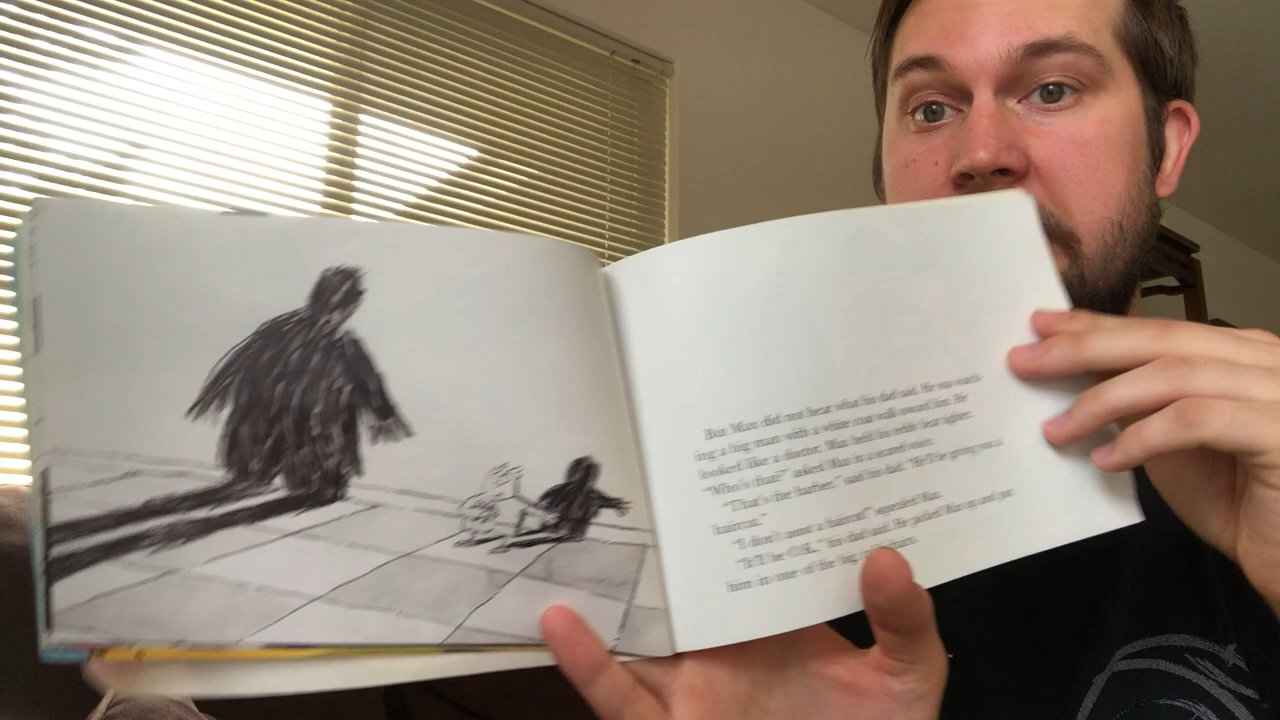 But Max did not hear what his dad said. He was watch-
ing a big man with a white coat walk toward him. He
looked like a doctor. Max held his teddy bear tighter.
"Who's that?" asked Max in a scared voice.
"That's the barber," said his dad. "He'll be giving you a
haircut."
"I don't want a haircut!" squealed Max.
"It'll be O.K.," his dad said. He picked Max up and put
him in one of the big chairs.